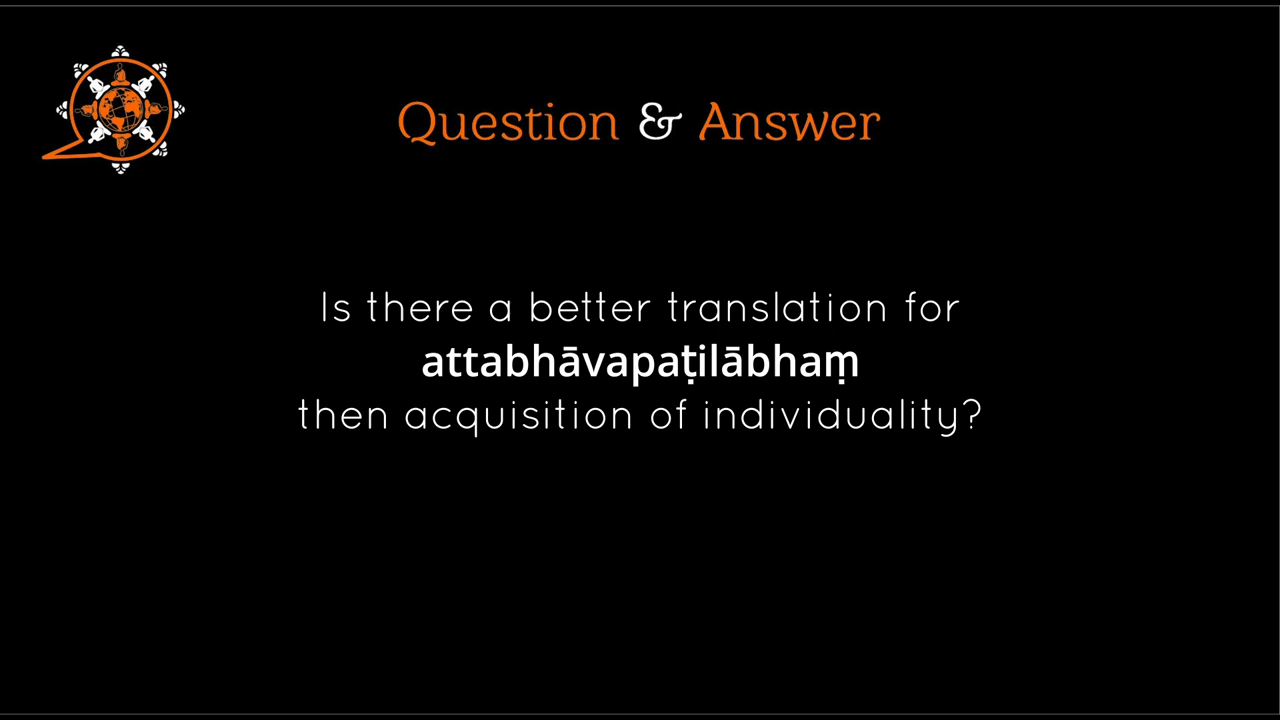 Question & Answer
Is there a better translation for
attabhāvapaṭilābhaṃ
then acquisition of individuality?